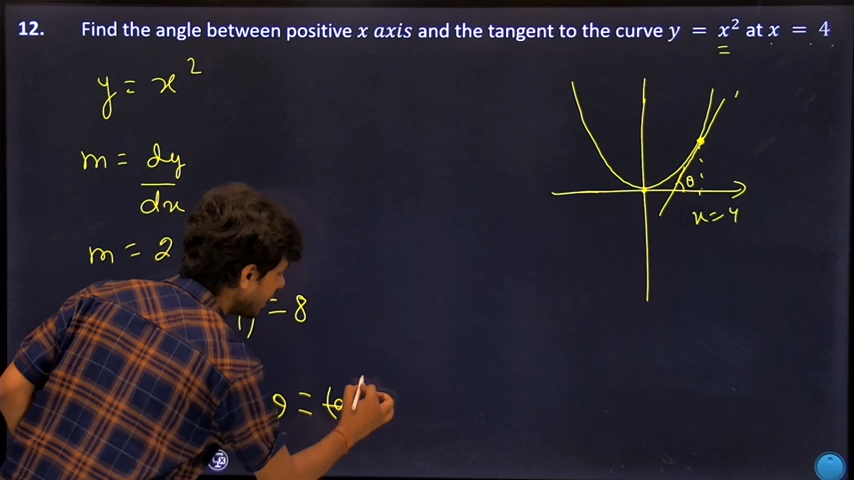 12. Find the angle between positive x axis and the tangent to the curve y = x² at x = 4
y = x²
m = dy
dx
m = 2
= 8
θ
x=4